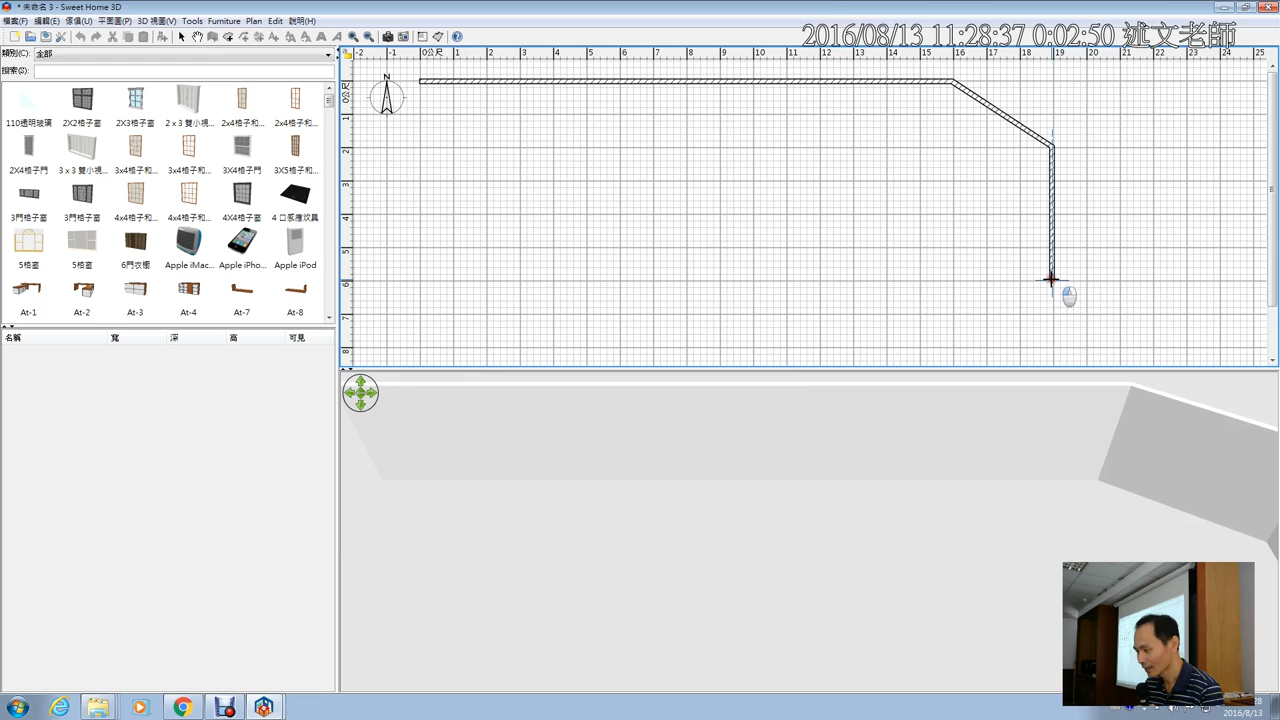 * 未命名 3 - Sweet Home 3D
檔案(F) 編輯(E) 傢俱(U) 平面圖(P) 3D 視圖(V) Tools Furniture Plan Edit 說明(H)
2016/08/13 11:28:37 0:02:50 述文老師
類別(C): 全部
搜索(S):
110透明玻璃 2X2格子窗 2X3格子窗 2 x 3 雙小視... 2x4格子和... 2x4格子和...
2X4格子門 3 x 3 雙小視... 3x4格子和... 3x4格子和... 3X4格子窗 3X5格子和...
3門格子窗 3門格子窗 4x4格子和... 4x4格子和... 4X4格子窗 4 口感應炊具
5格窗 5格窗 6門衣櫃 Apple iMac... Apple iPho... Apple iPod
At-1 At-2 At-3 At-4 At-7 At-8
名稱 寬 深 高 可見
-2 -1 0公尺 1 2 3 4 5 6 7 8 9 10 11 12 13 14 15 16 17 18 19 20 21 22 23 24 25
N
0公尺
1
2
3
4
5
6
7
8
2016/8/13